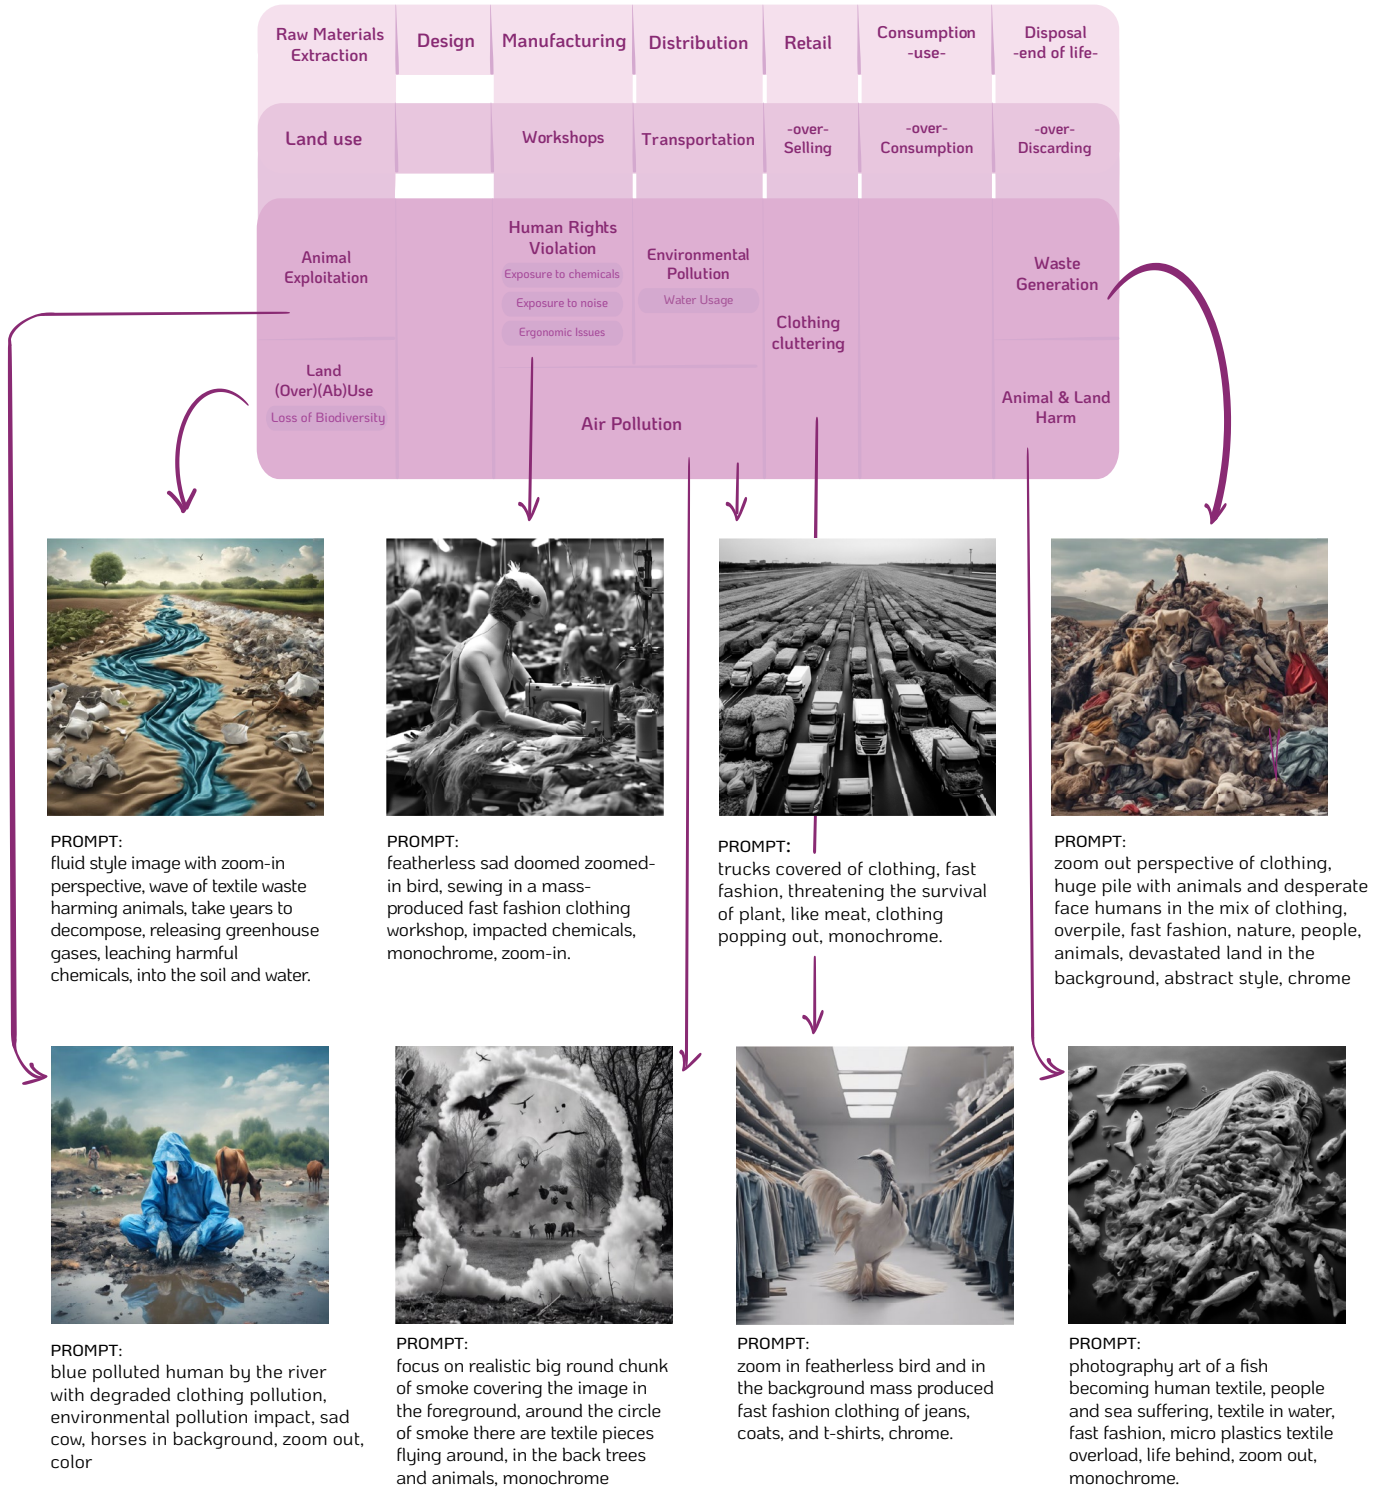 Raw Materials
Extraction
Design
Manufacturing
Distribution
Retail
Consumption
-use-
Disposal
-end of life-
Land use
Workshops
Transportation
-over-
Selling
-over-
Consumption
-over-
Discarding
Animal
Exploitation
Human Rights
Violation
Exposure to chemicals
Exposure to noise
Ergonomic Issues
Environmental
Pollution
Water Usage
Clothing
cluttering
Waste
Generation
Land
(Over)(Ab)Use
Loss of Biodiversity
Air Pollution
Animal & Land
Harm
PROMPT:
fluid style image with zoom-in
perspective, wave of textile waste
harming animals, take years to
decompose, releasing greenhouse
gases, leaching harmful
chemicals, into the soil and water.
PROMPT:
featherless sad doomed zoomed-
in bird, sewing in a mass-
produced fast fashion clothing
workshop, impacted chemicals,
monochrome, zoom-in.
PROMPT:
trucks covered of clothing, fast
fashion, threatening the survival
of plant, like meat, clothing
popping out, monochrome.
PROMPT:
zoom out perspective of clothing,
huge pile with animals and desperate
face humans in the mix of clothing,
overpile, fast fashion, nature, people,
animals, devastated land in the
background, abstract style, chrome
PROMPT:
blue polluted human by the river
with degraded clothing pollution,
environmental pollution impact, sad
cow, horses in background, zoom out,
color
PROMPT:
focus on realistic big round chunk
of smoke covering the image in
the foreground, around the circle
of smoke there are textile pieces
flying around, in the back trees
and animals, monochrome
PROMPT:
zoom in featherless bird and in
the background mass produced
fast fashion clothing of jeans,
coats, and t-shirts, chrome.
PROMPT:
photography art of a fish
becoming human textile, people
and sea suffering, textile in water,
fast fashion, micro plastics textile
overload, life behind, zoom out,
monochrome.